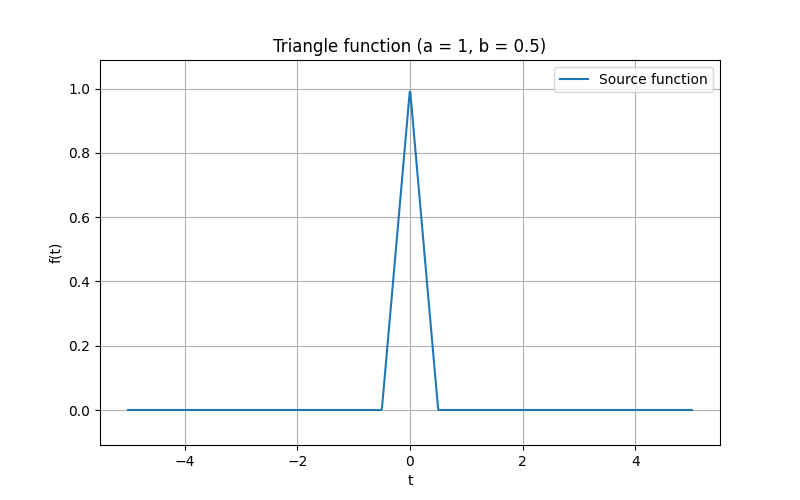 Triangle function (a = 1, b = 0.5)
Source function
1.0
0.8
0.6
0.4
0.2
0.0
f(t)
−4 −2 0 2 4
t